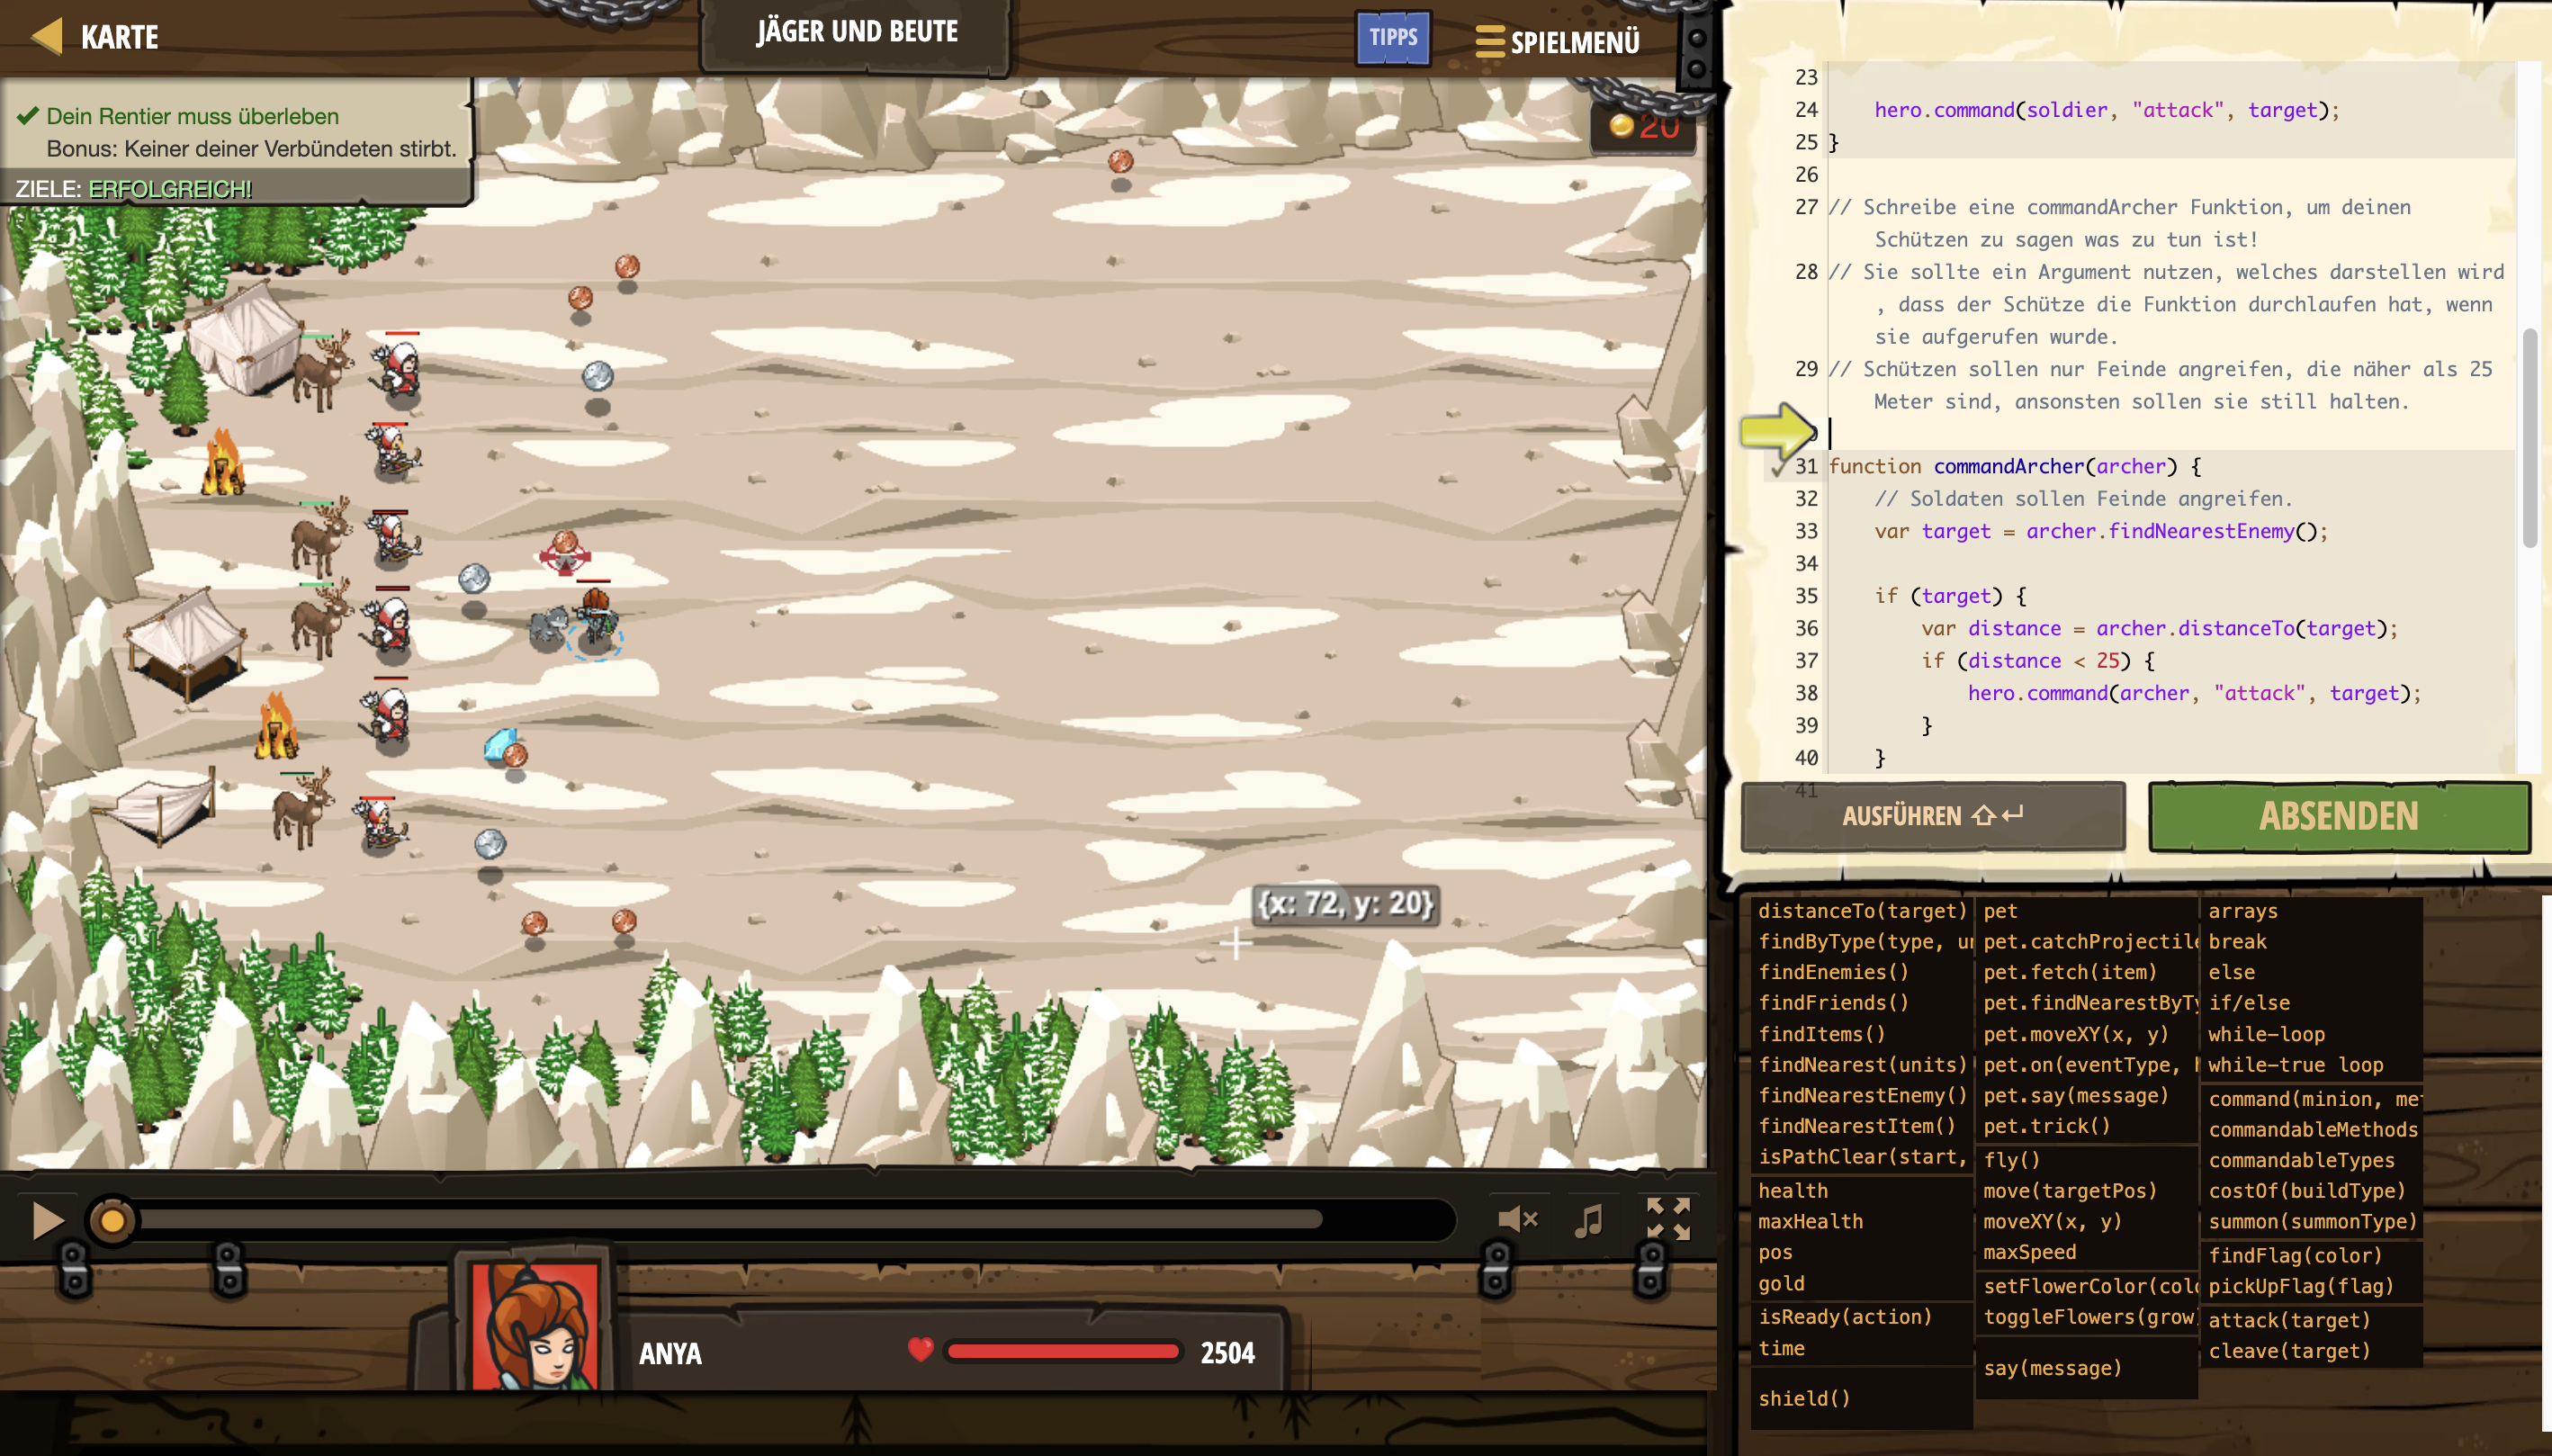 KARTE
JÄGER UND BEUTE
TIPPS
SPIELMENÜ
Dein Rentier muss überleben
Bonus: Keiner deiner Verbündeten stirbt.
ZIELE: ERFOLGREICH!
20
{x: 72, y: 20}
ANYA
2504
23
24 hero.command(soldier, "attack", target);
25 }
26
27 // Schreibe eine commandArcher Funktion, um deinen
Schützen zu sagen was zu tun ist!
28 // Sie sollte ein Argument nutzen, welches darstellen wird
, dass der Schütze die Funktion durchlaufen hat, wenn
sie aufgerufen wurde.
29 // Schützen sollen nur Feinde angreifen, die näher als 25
Meter sind, ansonsten sollen sie still halten.
31 function commandArcher(archer) {
32 // Soldaten sollen Feinde angreifen.
33 var target = archer.findNearestEnemy();
34
35 if (target) {
36 var distance = archer.distanceTo(target);
37 if (distance < 25) {
38 hero.command(archer, "attack", target);
39 }
40 }
41
AUSFÜHREN
ABSENDEN
distanceTo(target)
findByType(type, un
findEnemies()
findFriends()
findItems()
findNearest(units)
findNearestEnemy()
findNearestItem()
isPathClear(start,
health
maxHealth
pos
gold
isReady(action)
time
shield()
pet
pet.catchProjectile
pet.fetch(item)
pet.findNearestByTy
pet.moveXY(x, y)
pet.on(eventType, h
pet.say(message)
pet.trick()
fly()
move(targetPos)
moveXY(x, y)
maxSpeed
setFlowerColor(colo
toggleFlowers(grow)
say(message)
arrays
break
else
if/else
while-loop
while-true loop
command(minion, met
commandableMethods
commandableTypes
costOf(buildType)
summon(summonType)
findFlag(color)
pickUpFlag(flag)
attack(target)
cleave(target)